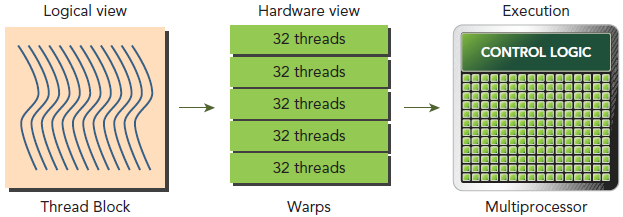 Logical view
Hardware view
Execution
32 threads
32 threads
32 threads
32 threads
32 threads
CONTROL LOGIC
Thread Block
Warps
Multiprocessor